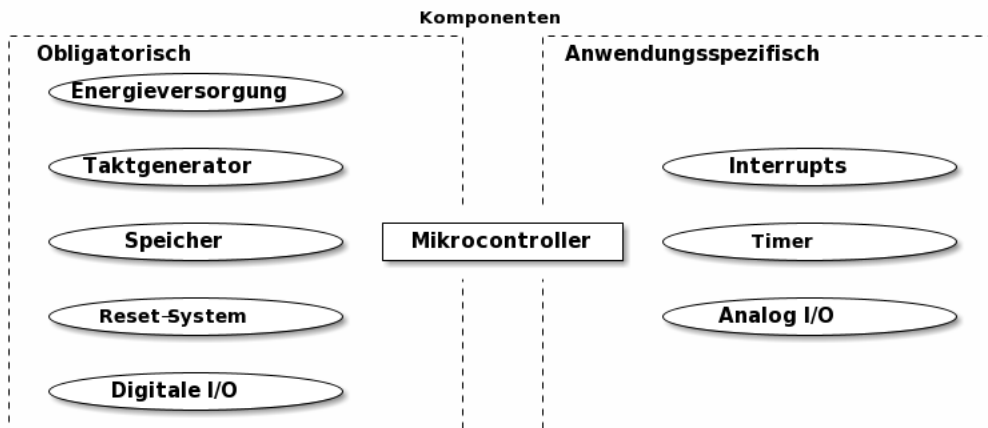 Komponenten
Obligatorisch
Energieversorgung
Taktgenerator
Speicher
Reset-System
Digitale I/O
Mikrocontroller
Anwendungsspezifisch
Interrupts
Timer
Analog I/O